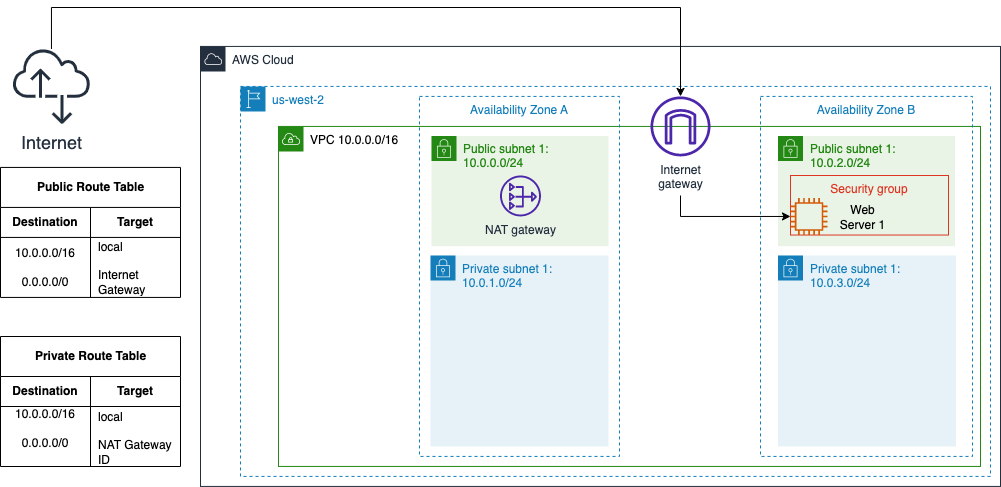 AWS Cloud
us-west-2
Internet
Availability Zone A
Availability Zone B
VPC 10.0.0.0/16
Public subnet 1:
10.0.0.0/24
NAT gateway
Internet
gateway
Public subnet 1:
10.0.2.0/24
Security group
Web
Server 1
Private subnet 1:
10.0.1.0/24
Private subnet 1:
10.0.3.0/24
Public Route Table
Destination Target
10.0.0.0/16 local
0.0.0.0/0 Internet
Gateway
Private Route Table
Destination Target
10.0.0.0/16 local
0.0.0.0/0 NAT Gateway
ID